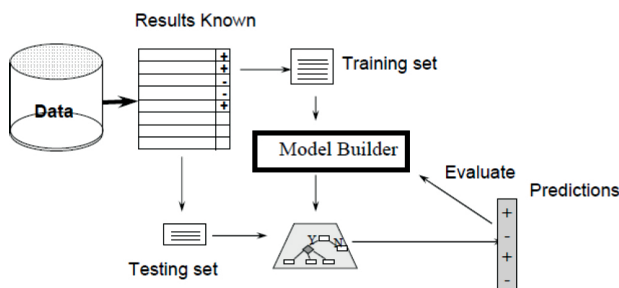 Results Known
+
+
-
-
+
Training set
Data
Model Builder
Evaluate
Predictions
+
-
+
-
Y
N
Testing set